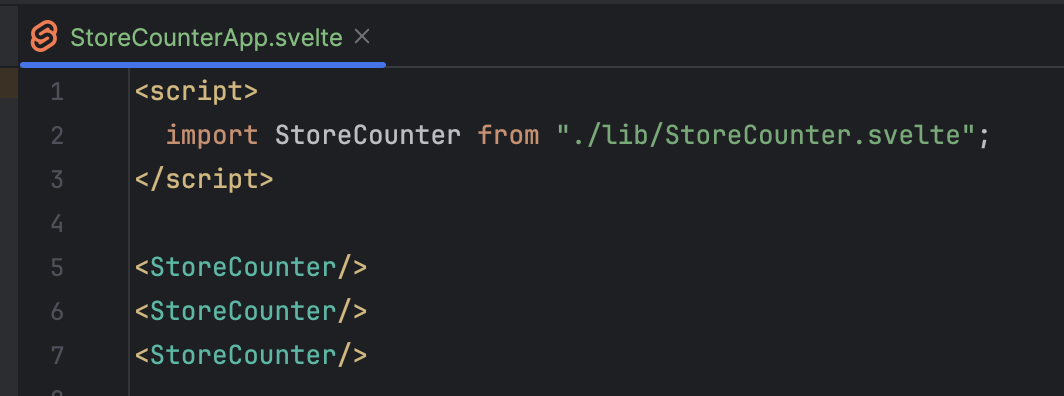 StoreCounterApp.svelte
1 <script>
2 import StoreCounter from "./lib/StoreCounter.svelte";
3 </script>
4
5 <StoreCounter/>
6 <StoreCounter/>
7 <StoreCounter/>